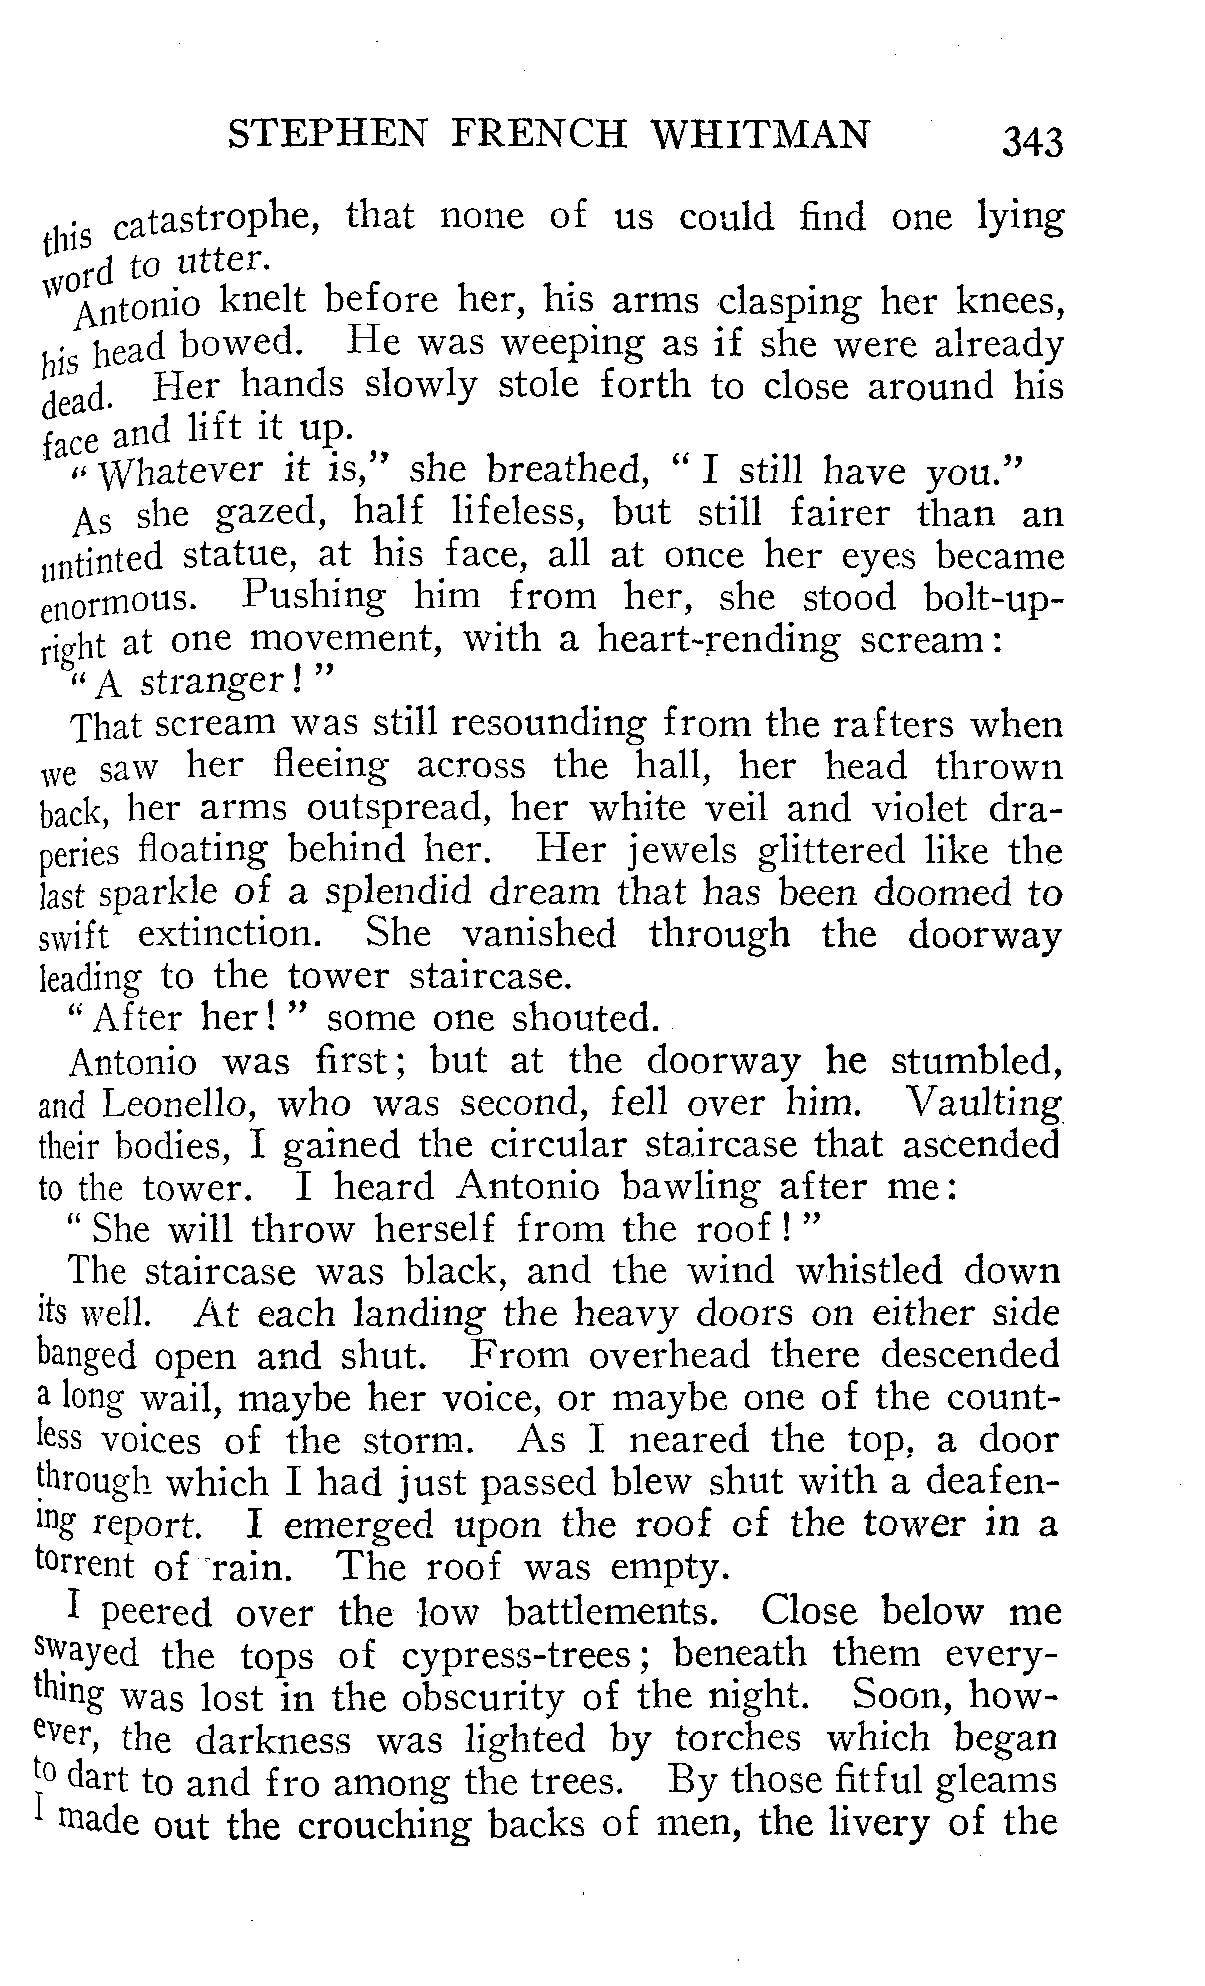 STEPHEN FRENCH WHITMAN 343
this catastrophe, that none of us could find one lying
word to utter.
Antonio knelt before her, his arms clasping her knees,
his head bowed. He was weeping as if she were already
dead. Her hands slowly stole forth to close around his
face and lift it up.
"Whatever it is," she breathed, "I still have you."
As she gazed, half lifeless, but still fairer than an
untinted statue, at his face, all at once her eyes became
enormous. Pushing him from her, she stood bolt-up-
right at one movement, with a heart-rending scream:
"A stranger!"
That scream was still resounding from the rafters when
we saw her fleeing across the hall, her head thrown
back, her arms outspread, her white veil and violet dra-
peries floating behind her. Her jewels glittered like the
last sparkle of a splendid dream that has been doomed to
swift extinction. She vanished through the doorway
leading to the tower staircase.
"After her!" some one shouted.
Antonio was first; but at the doorway he stumbled,
and Leonello, who was second, fell over him. Vaulting
their bodies, I gained the circular staircase that ascended
to the tower. I heard Antonio bawling after me:
"She will throw herself from the roof!"
The staircase was black, and the wind whistled down
its well. At each landing the heavy doors on either side
banged open and shut. From overhead there descended
a long wail, maybe her voice, or maybe one of the count-
less voices of the storm. As I neared the top, a door
through which I had just passed blew shut with a deafen-
ing report. I emerged upon the roof of the tower in a
torrent of rain. The roof was empty.
I peered over the low battlements. Close below me
swayed the tops of cypress-trees; beneath them every-
thing was lost in the obscurity of the night. Soon, how-
ever, the darkness was lighted by torches which began
to dart to and fro among the trees. By those fitful gleams
I made out the crouching backs of men, the livery of the